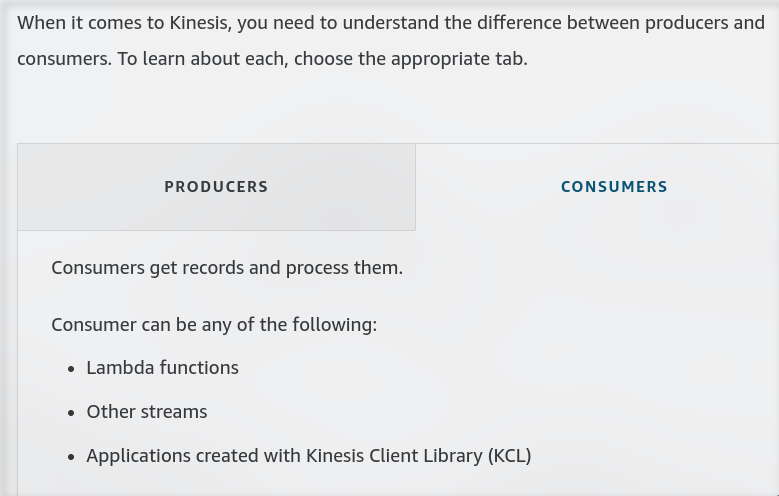 When it comes to Kinesis, you need to understand the difference between producers and
consumers. To learn about each, choose the appropriate tab.
PRODUCERS
CONSUMERS
Consumers get records and process them.
Consumer can be any of the following:
• Lambda functions
• Other streams
• Applications created with Kinesis Client Library (KCL)